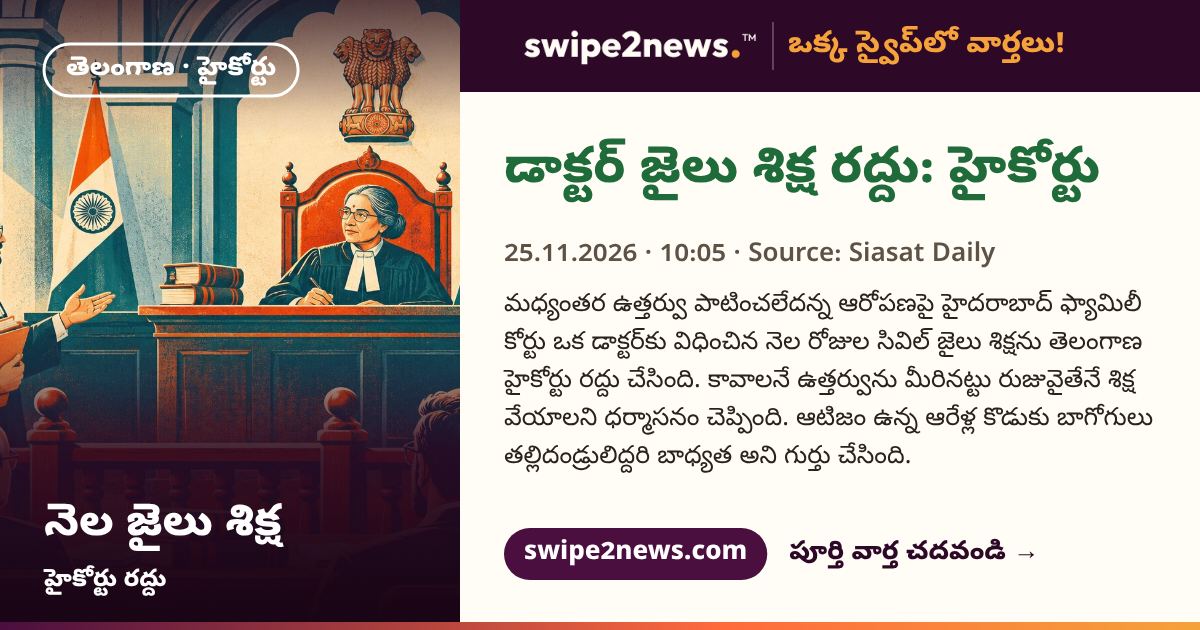 తెలంగాణ · హైకోర్టు
నెల జైలు శిక్ష
హైకోర్టు రద్దు
swipe2news.™ ఒక్క స్వైప్‌లో వార్తలు!
డాక్టర్ జైలు శిక్ష రద్దు: హైకోర్టు
25.11.2026 · 10:05 · Source: Siasat Daily
మధ్యంతర ఉత్తర్వు పాటించలేదన్న ఆరోపణపై హైదరాబాద్ ఫ్యామిలీ
కోర్టు ఒక డాక్టర్‌కు విధించిన నెల రోజుల సివిల్ జైలు శిక్షను తెలంగాణ
హైకోర్టు రద్దు చేసింది. కావాలనే ఉత్తర్వును మీరినట్టు రుజువైతేనే శిక్ష
వేయాలని ధర్మాసనం చెప్పింది. ఆటిజం ఉన్న ఆరేళ్ల కొడుకు బాగోగులు
తల్లిదండ్రులిద్దరి బాధ్యత అని గుర్తు చేసింది.
swipe2news.com పూర్తి వార్త చదవండి →